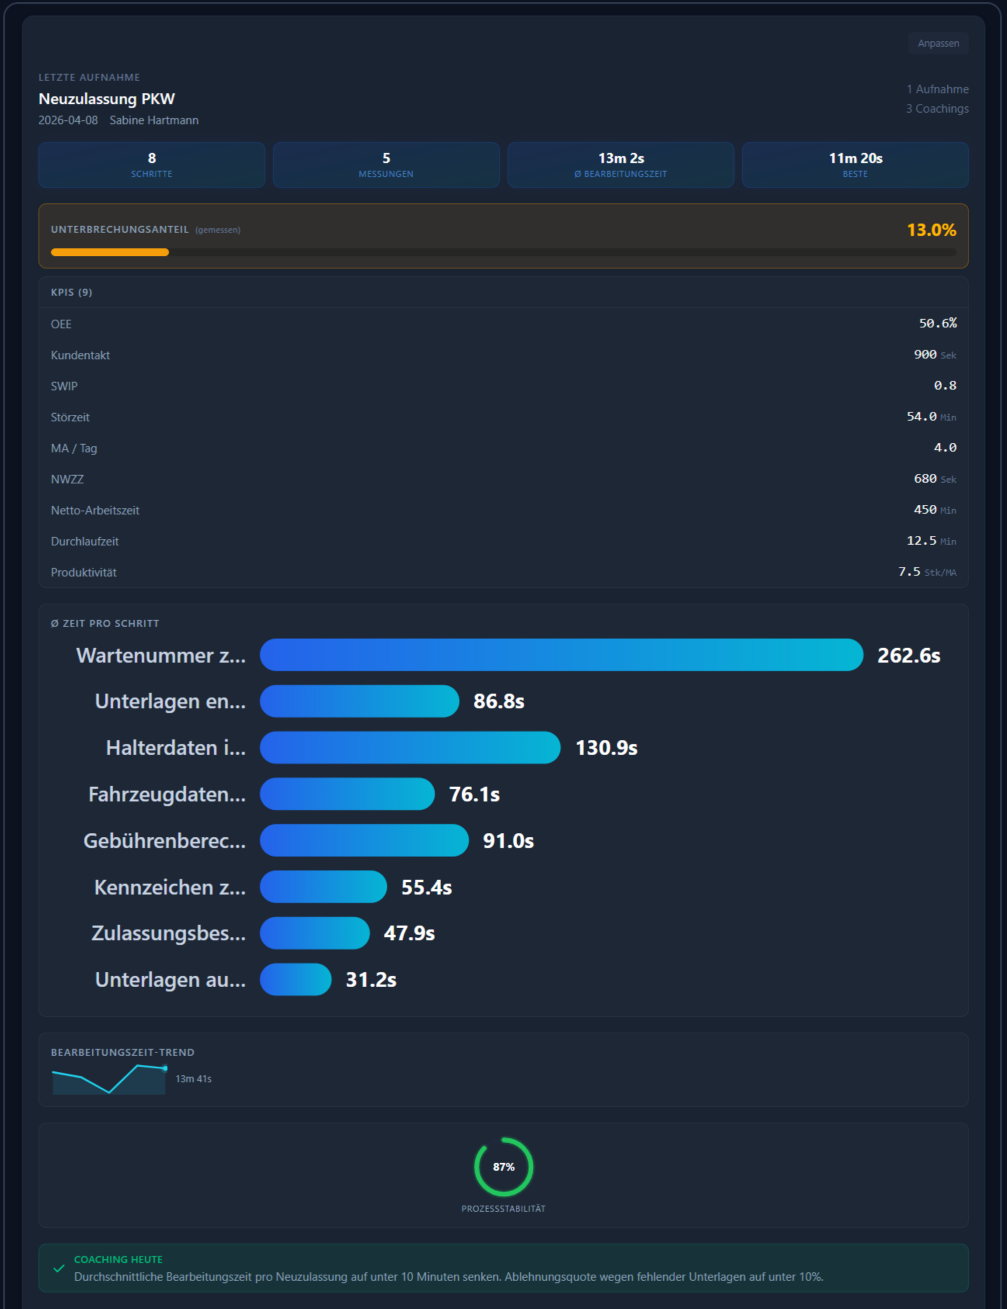 Anpassen
LETZTE AUFNAHME
Neuzulassung PKW
2026-04-08 Sabine Hartmann
1 Aufnahme
3 Coachings
8
SCHRITTE
5
MESSUNGEN
13m 2s
Ø BEARBEITUNGSZEIT
11m 20s
BESTE
UNTERBRECHUNGSANTEIL (gemessen) 13.0%
KPIS (9)
OEE 50.6%
Kundentakt 900 Sek
SWIP 0.8
Störzeit 54.0 Min
MA / Tag 4.0
NWZZ 680 Sek
Netto-Arbeitszeit 450 Min
Durchlaufzeit 12.5 Min
Produktivität 7.5 Stk/MA
Ø ZEIT PRO SCHRITT
Wartenummer z... 262.6s
Unterlagen en... 86.8s
Halterdaten i... 130.9s
Fahrzeugdaten... 76.1s
Gebührenberec... 91.0s
Kennzeichen z... 55.4s
Zulassungsbes... 47.9s
Unterlagen au... 31.2s
BEARBEITUNGSZEIT-TREND
13m 41s
87%
PROZESSSTABILITÄT
COACHING HEUTE
Durchschnittliche Bearbeitungszeit pro Neuzulassung auf unter 10 Minuten senken. Ablehnungsquote wegen fehlender Unterlagen auf unter 10%.